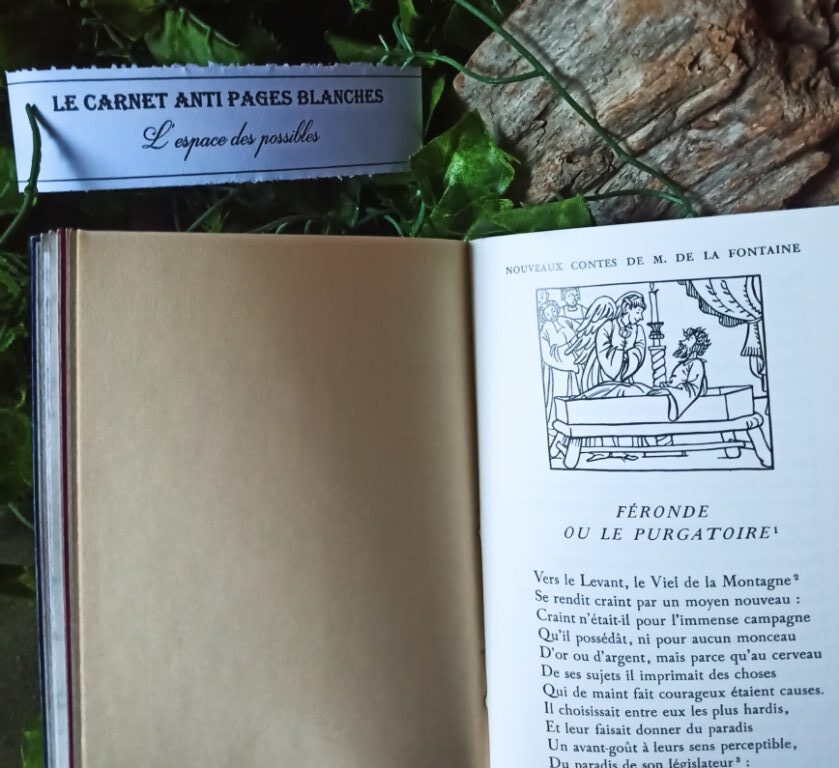 LE CARNET ANTI PAGES BLANCHES
L'espace des possibles
NOUVEAUX CONTES DE M. DE LA FONTAINE
FÉRONDE
OU LE PURGATOIRE¹
Vers le Levant, le Viel de la Montagne²
Se rendit craint par un moyen nouveau :
Craint n'était-il pour l'immense campagne
Qu'il possédât, ni pour aucun monceau
D'or ou d'argent, mais parce qu'au cerveau
De ses sujets il imprimait des choses
Qui de maint fait courageux étaient causes.
Il choisissait entre eux les plus hardis,
Et leur faisait donner du paradis
Un avant-goût à leurs sens perceptible,
Du paradis de son législateur³ :